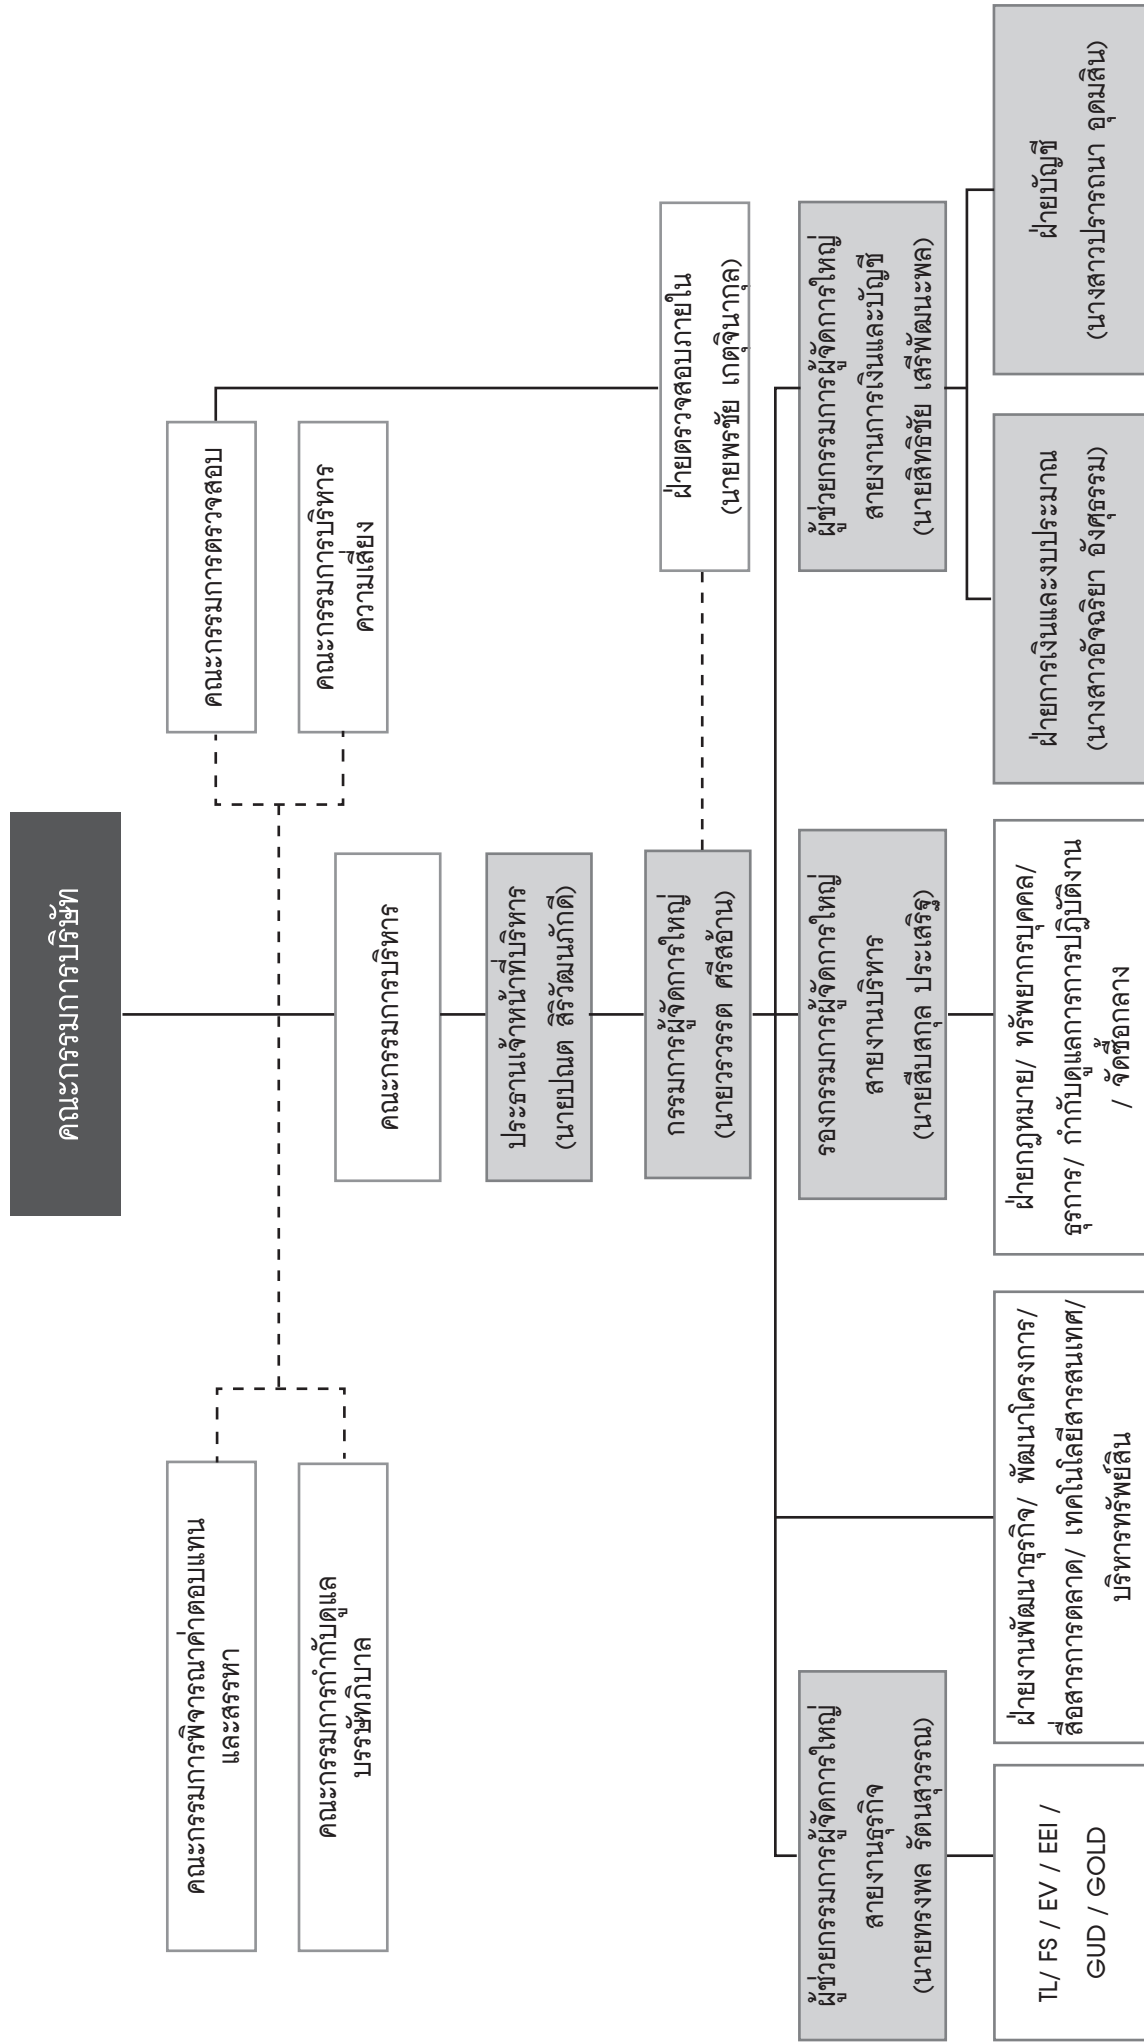 คณะกรรมการบริษัท
คณะกรรมการพิจารณาค่าตอบแทน
และสรรหา
คณะกรรมการกำกับดูแล
บรรษัทภิบาล
คณะกรรมการตรวจสอบ
คณะกรรมการบริหาร
ความเสี่ยง
คณะกรรมการบริหาร
ประธานเจ้าหน้าที่บริหาร
(นายปณต สิริวัฒนภักดี)
กรรมการผู้จัดการใหญ่
(นายวรวรรต ศรีสอ้าน)
ฝ่ายตรวจสอบภายใน
(นายพรชัย เกตุจินากุล)
ผู้ช่วยกรรมการผู้จัดการใหญ่
สายงานธุรกิจ
(นายทรงพล รัตนสุวรรณ)
รองกรรมการผู้จัดการใหญ่
สายงานบริหาร
(นายสืบสกุล ประเสริฐ)
ผู้ช่วยกรรมการผู้จัดการใหญ่
สายงานการเงินและบัญชี
(นายสิทธิชัย เสรีพัฒนะพล)
TL/ FS / EV / EEI /
GUD / GOLD
ฝ่ายงานพัฒนาธุรกิจ/ พัฒนาโครงการ/
สื่อสารการตลาด/ เทคโนโลยีสารสนเทศ/
บริหารทรัพย์สิน
ฝ่ายกฎหมาย/ ทรัพยากรบุคคล/
ธุรการ/ กำกับดูแลการการปฏิบัติงาน
/ จัดซื้อกลาง
ฝ่ายการเงินและงบประมาณ
(นางสาวอัจฉริยา อังศุธรรม)
ฝ่ายบัญชี
(นางสาวปรารถนา อุดมสิน)